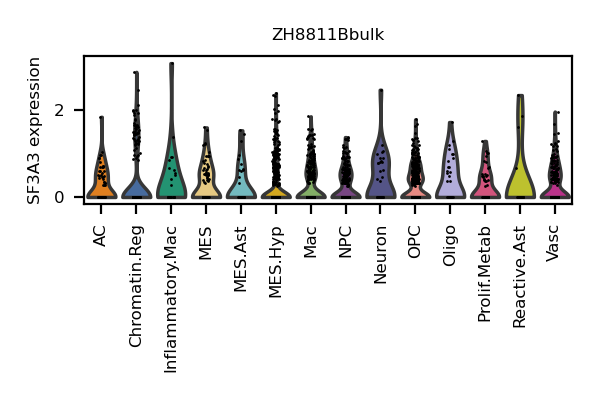 ZH8811Bbulk
SF3A3 expression
2
0
AC
Chromatin.Reg
Inflammatory.Mac
MES
MES.Ast
MES.Hyp
Mac
NPC
Neuron
OPC
Oligo
Prolif.Metab
Reactive.Ast
Vasc